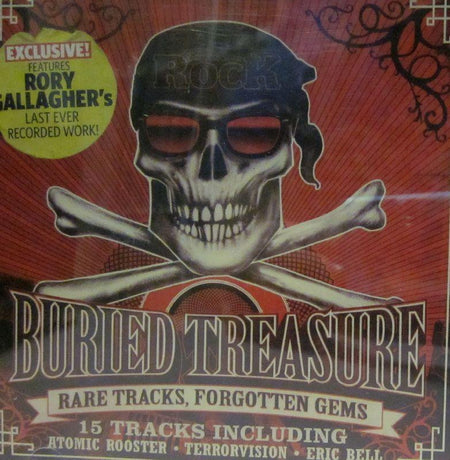 EXCLUSIVE!
FEATURES
RORY
GALLAGHER's
LAST EVER
RECORDED WORK!
ROCK
BURIED TREASURE
RARE TRACKS, FORGOTTEN GEMS
15 TRACKS INCLUDING
ATOMIC ROOSTER · TERRORVISION · ERIC BELL